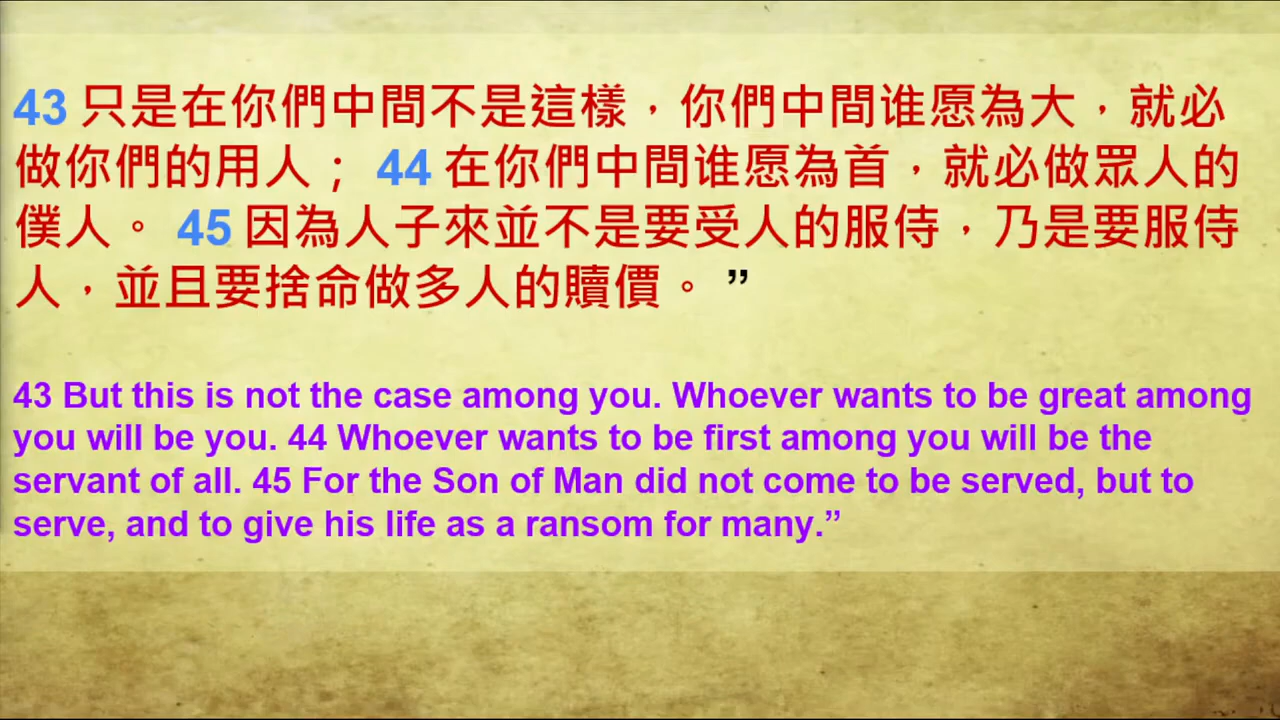 43 只是在你們中間不是這樣，你們中間谁愿為大，就必
做你們的用人； 44 在你們中間谁愿為首，就必做眾人的
僕人。 45 因為人子來並不是要受人的服侍，乃是要服侍
人，並且要捨命做多人的贖價。 ”
43 But this is not the case among you. Whoever wants to be great among
you will be you. 44 Whoever wants to be first among you will be the
servant of all. 45 For the Son of Man did not come to be served, but to
serve, and to give his life as a ransom for many.”